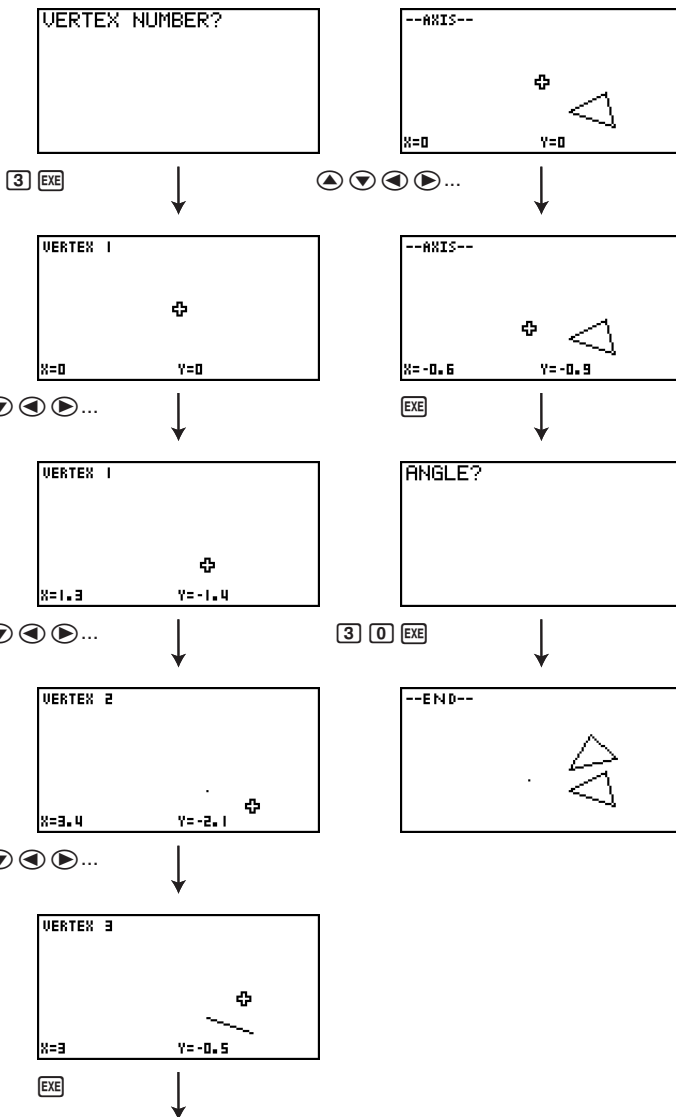 VERTEX NUMBER?
3 EXE
VERTEX 1
X=0 Y=0
...
VERTEX 1
X=1.3 Y=-1.4
...
VERTEX 2
X=3.4 Y=-2.1
...
VERTEX 3
X=3 Y=-0.5
EXE
--AXIS--
X=0 Y=0
...
--AXIS--
X=-0.6 Y=-0.9
EXE
ANGLE?
3 0 EXE
--END--